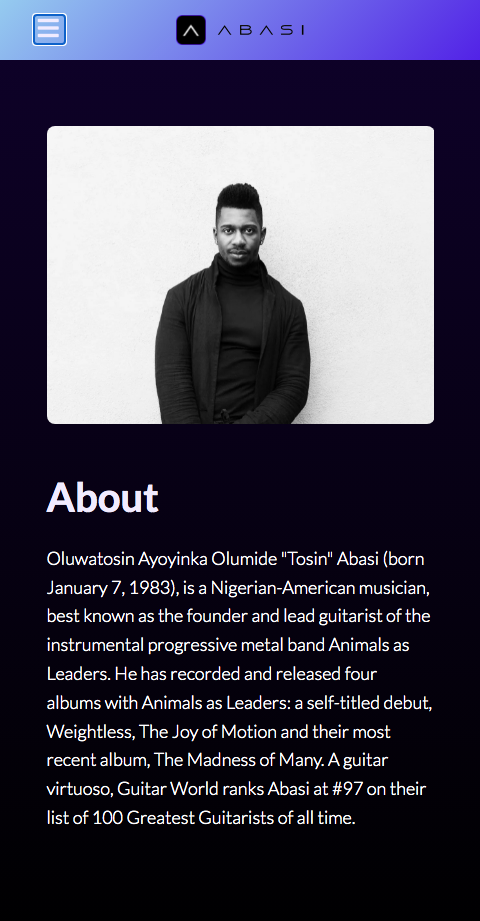 ABASI
About
Oluwatosin Ayoyinka Olumide "Tosin" Abasi (born
January 7, 1983), is a Nigerian-American musician,
best known as the founder and lead guitarist of the
instrumental progressive metal band Animals as
Leaders. He has recorded and released four
albums with Animals as Leaders: a self-titled debut,
Weightless, The Joy of Motion and their most
recent album, The Madness of Many. A guitar
virtuoso, Guitar World ranks Abasi at #97 on their
list of 100 Greatest Guitarists of all time.